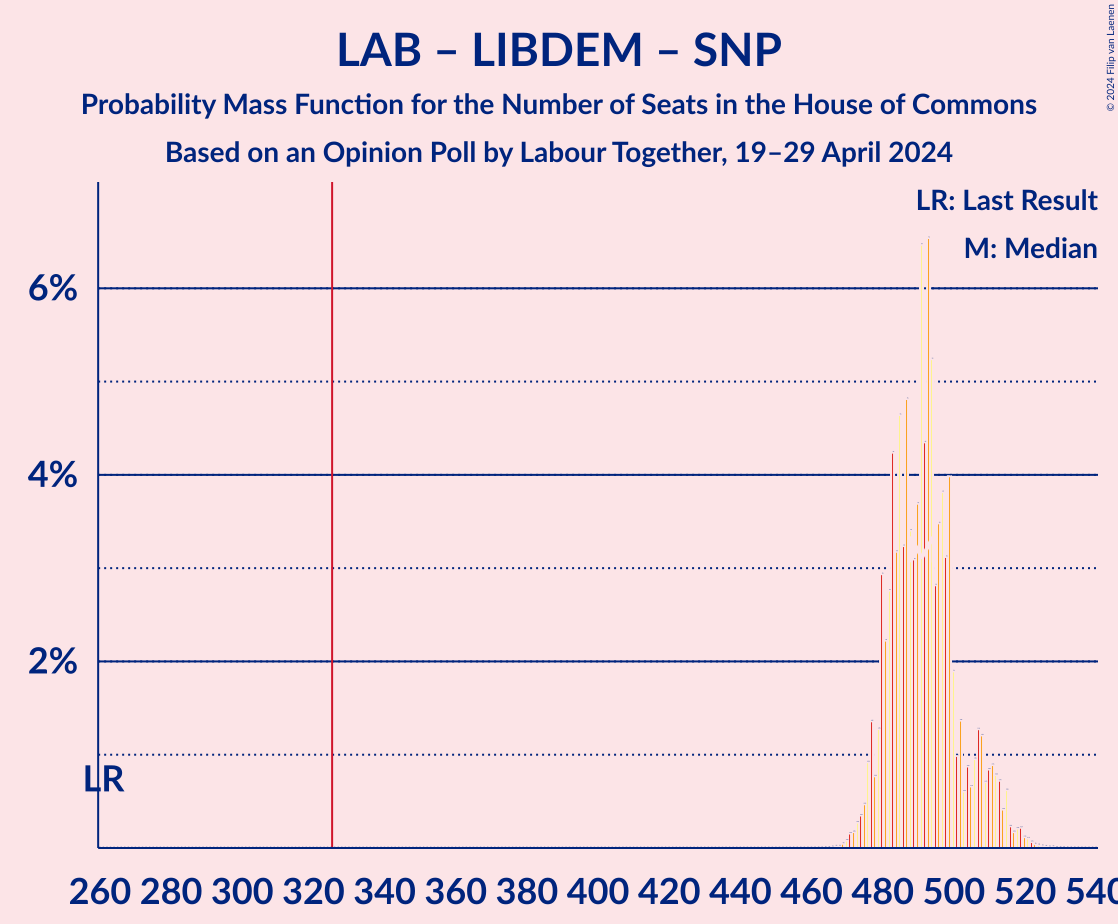 LAB – LIBDEM – SNP
Probability Mass Function for the Number of Seats in the House of Commons
Based on an Opinion Poll by Labour Together, 19–29 April 2024
© 2024 Filip van Laenen
LR: Last Result
M: Median
6%
4%
2%
LR
260 280 300 320 340 360 380 400 420 440 460 480 500 520 540